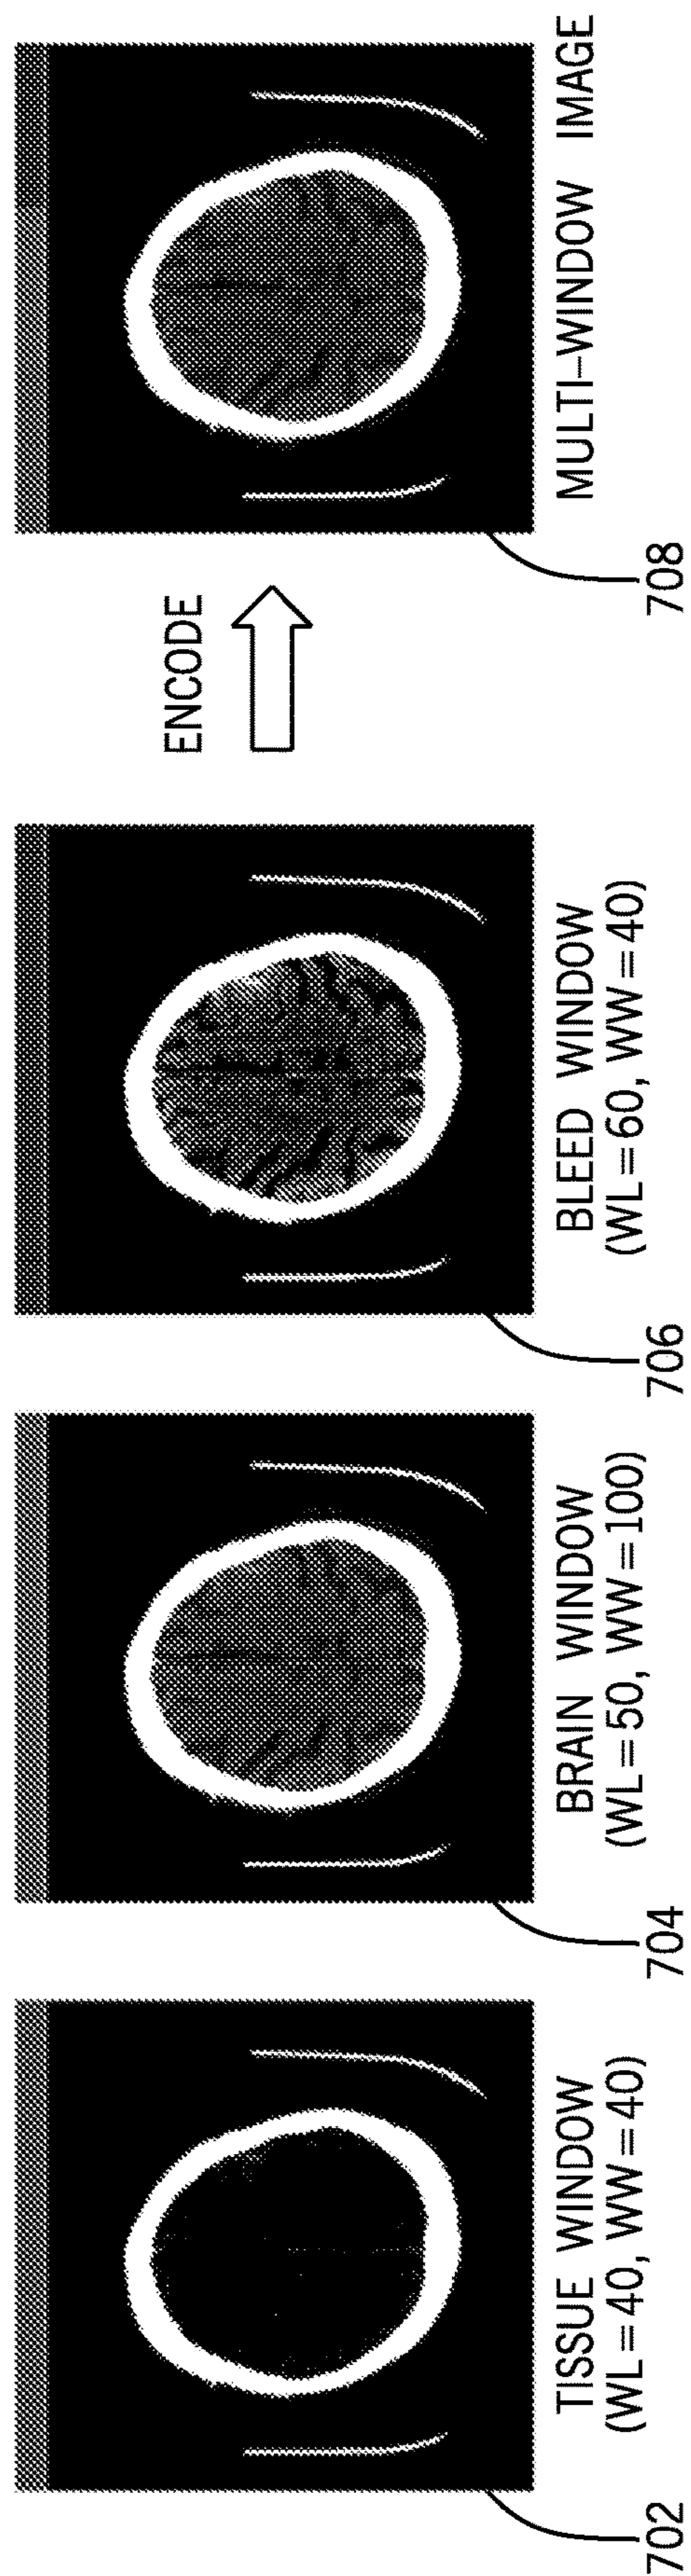 702
TISSUE WINDOW
(WL=40, WW=40)
704
BRAIN WINDOW
(WL=50, WW=100)
706
BLEED WINDOW
(WL=60, WW=40)
ENCODE
708
MULTI-WINDOW IMAGE